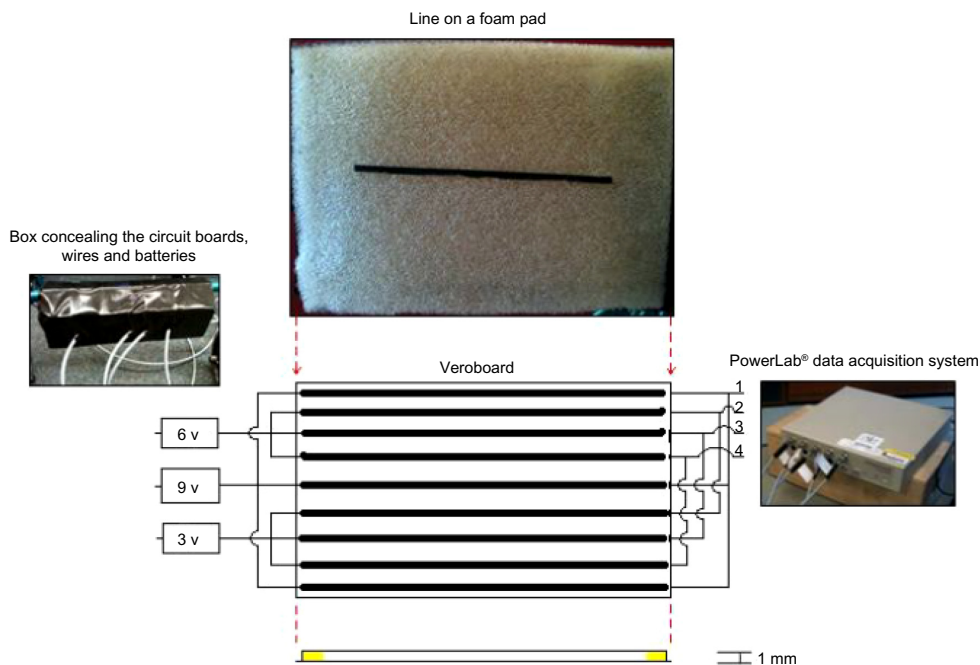 Line on a foam pad
Box concealing the circuit boards,
wires and batteries
Veroboard
PowerLab® data acquisition system
1
2
3
4
6 v
9 v
3 v
1 mm